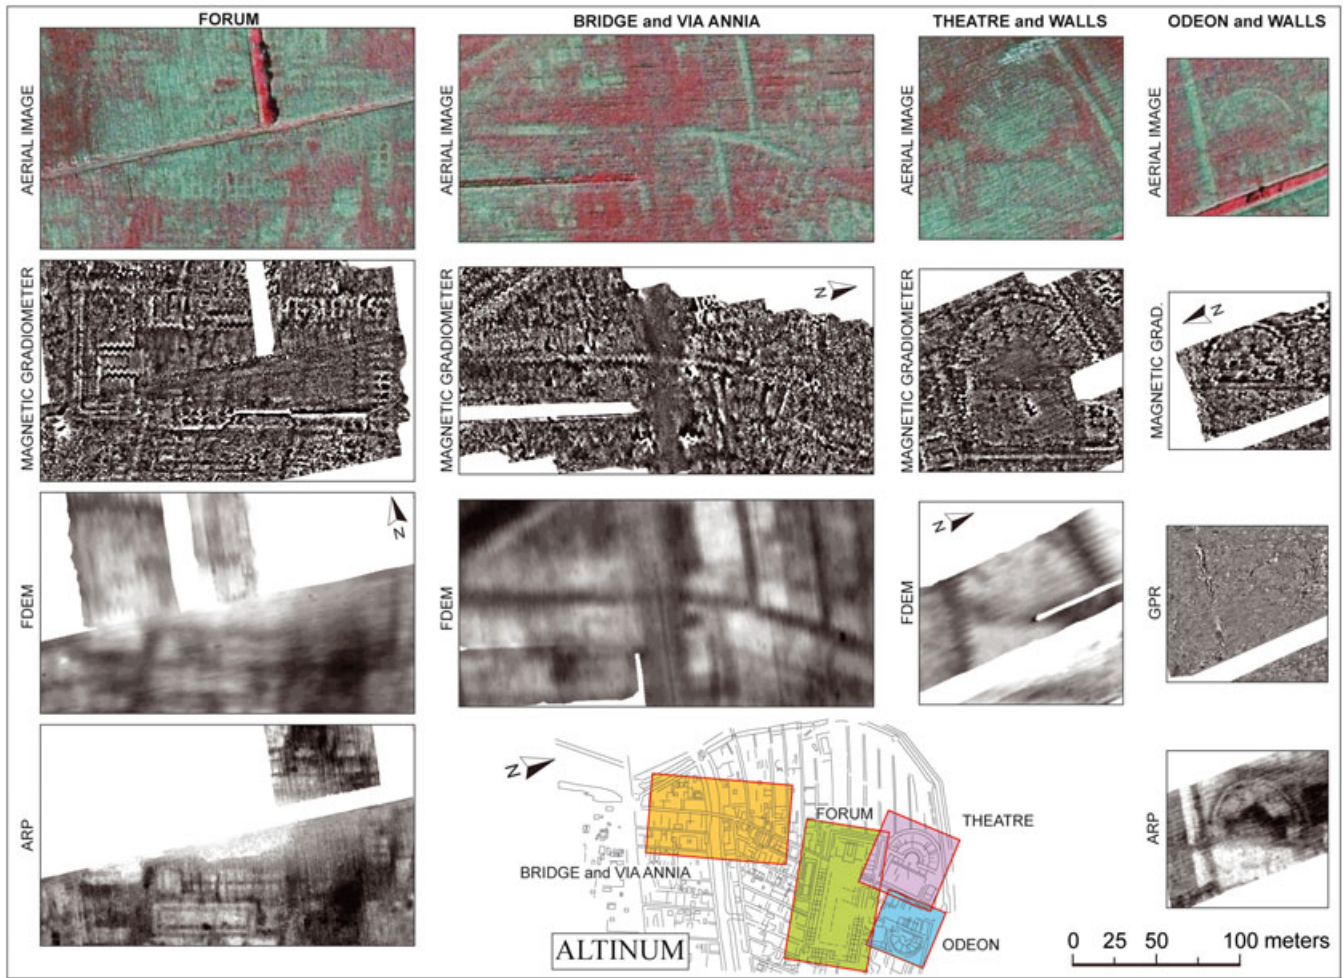 FORUM
BRIDGE and VIA ANNIA
THEATRE and WALLS
ODEON and WALLS
AERIAL IMAGE
AERIAL IMAGE
AERIAL IMAGE
AERIAL IMAGE
MAGNETIC GRADIOMETER
MAGNETIC GRADIOMETER
N
MAGNETIC GRADIOMETER
MAGNETIC GRAD.
N
FDEM
N
FDEM
FDEM
N
GPR
ARP
N
FORUM
THEATRE
BRIDGE and VIA ANNIA
ODEON
ALTINUM
ARP
0 25 50 100 meters